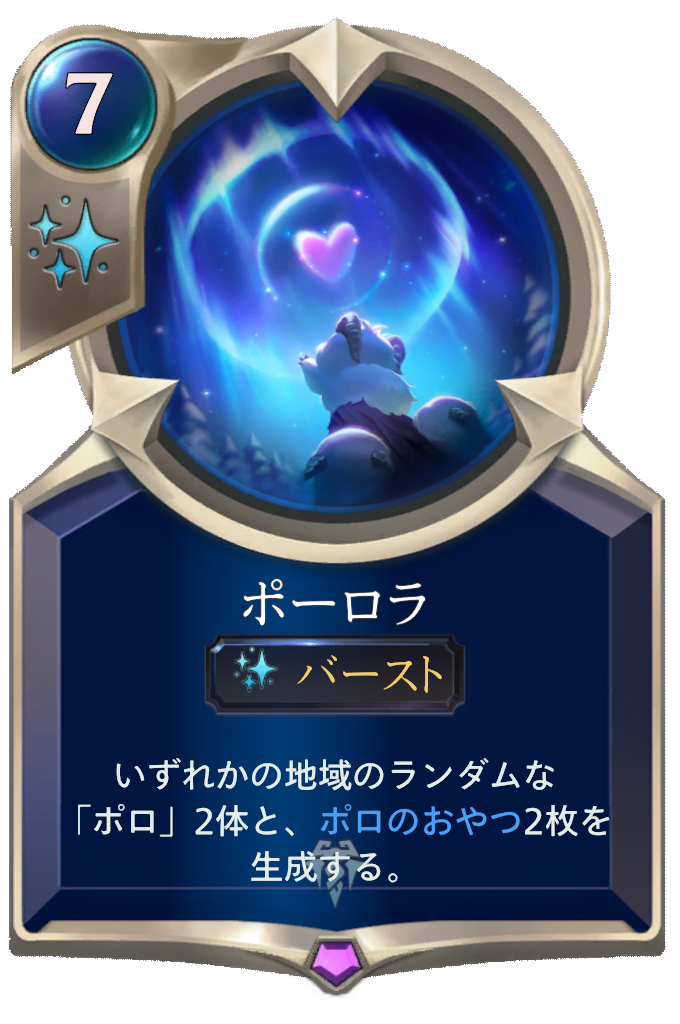 7
ポーロラ
バースト
いずれかの地域のランダムな
「ポロ」2体と、ポロのおやつ2枚を
生成する。